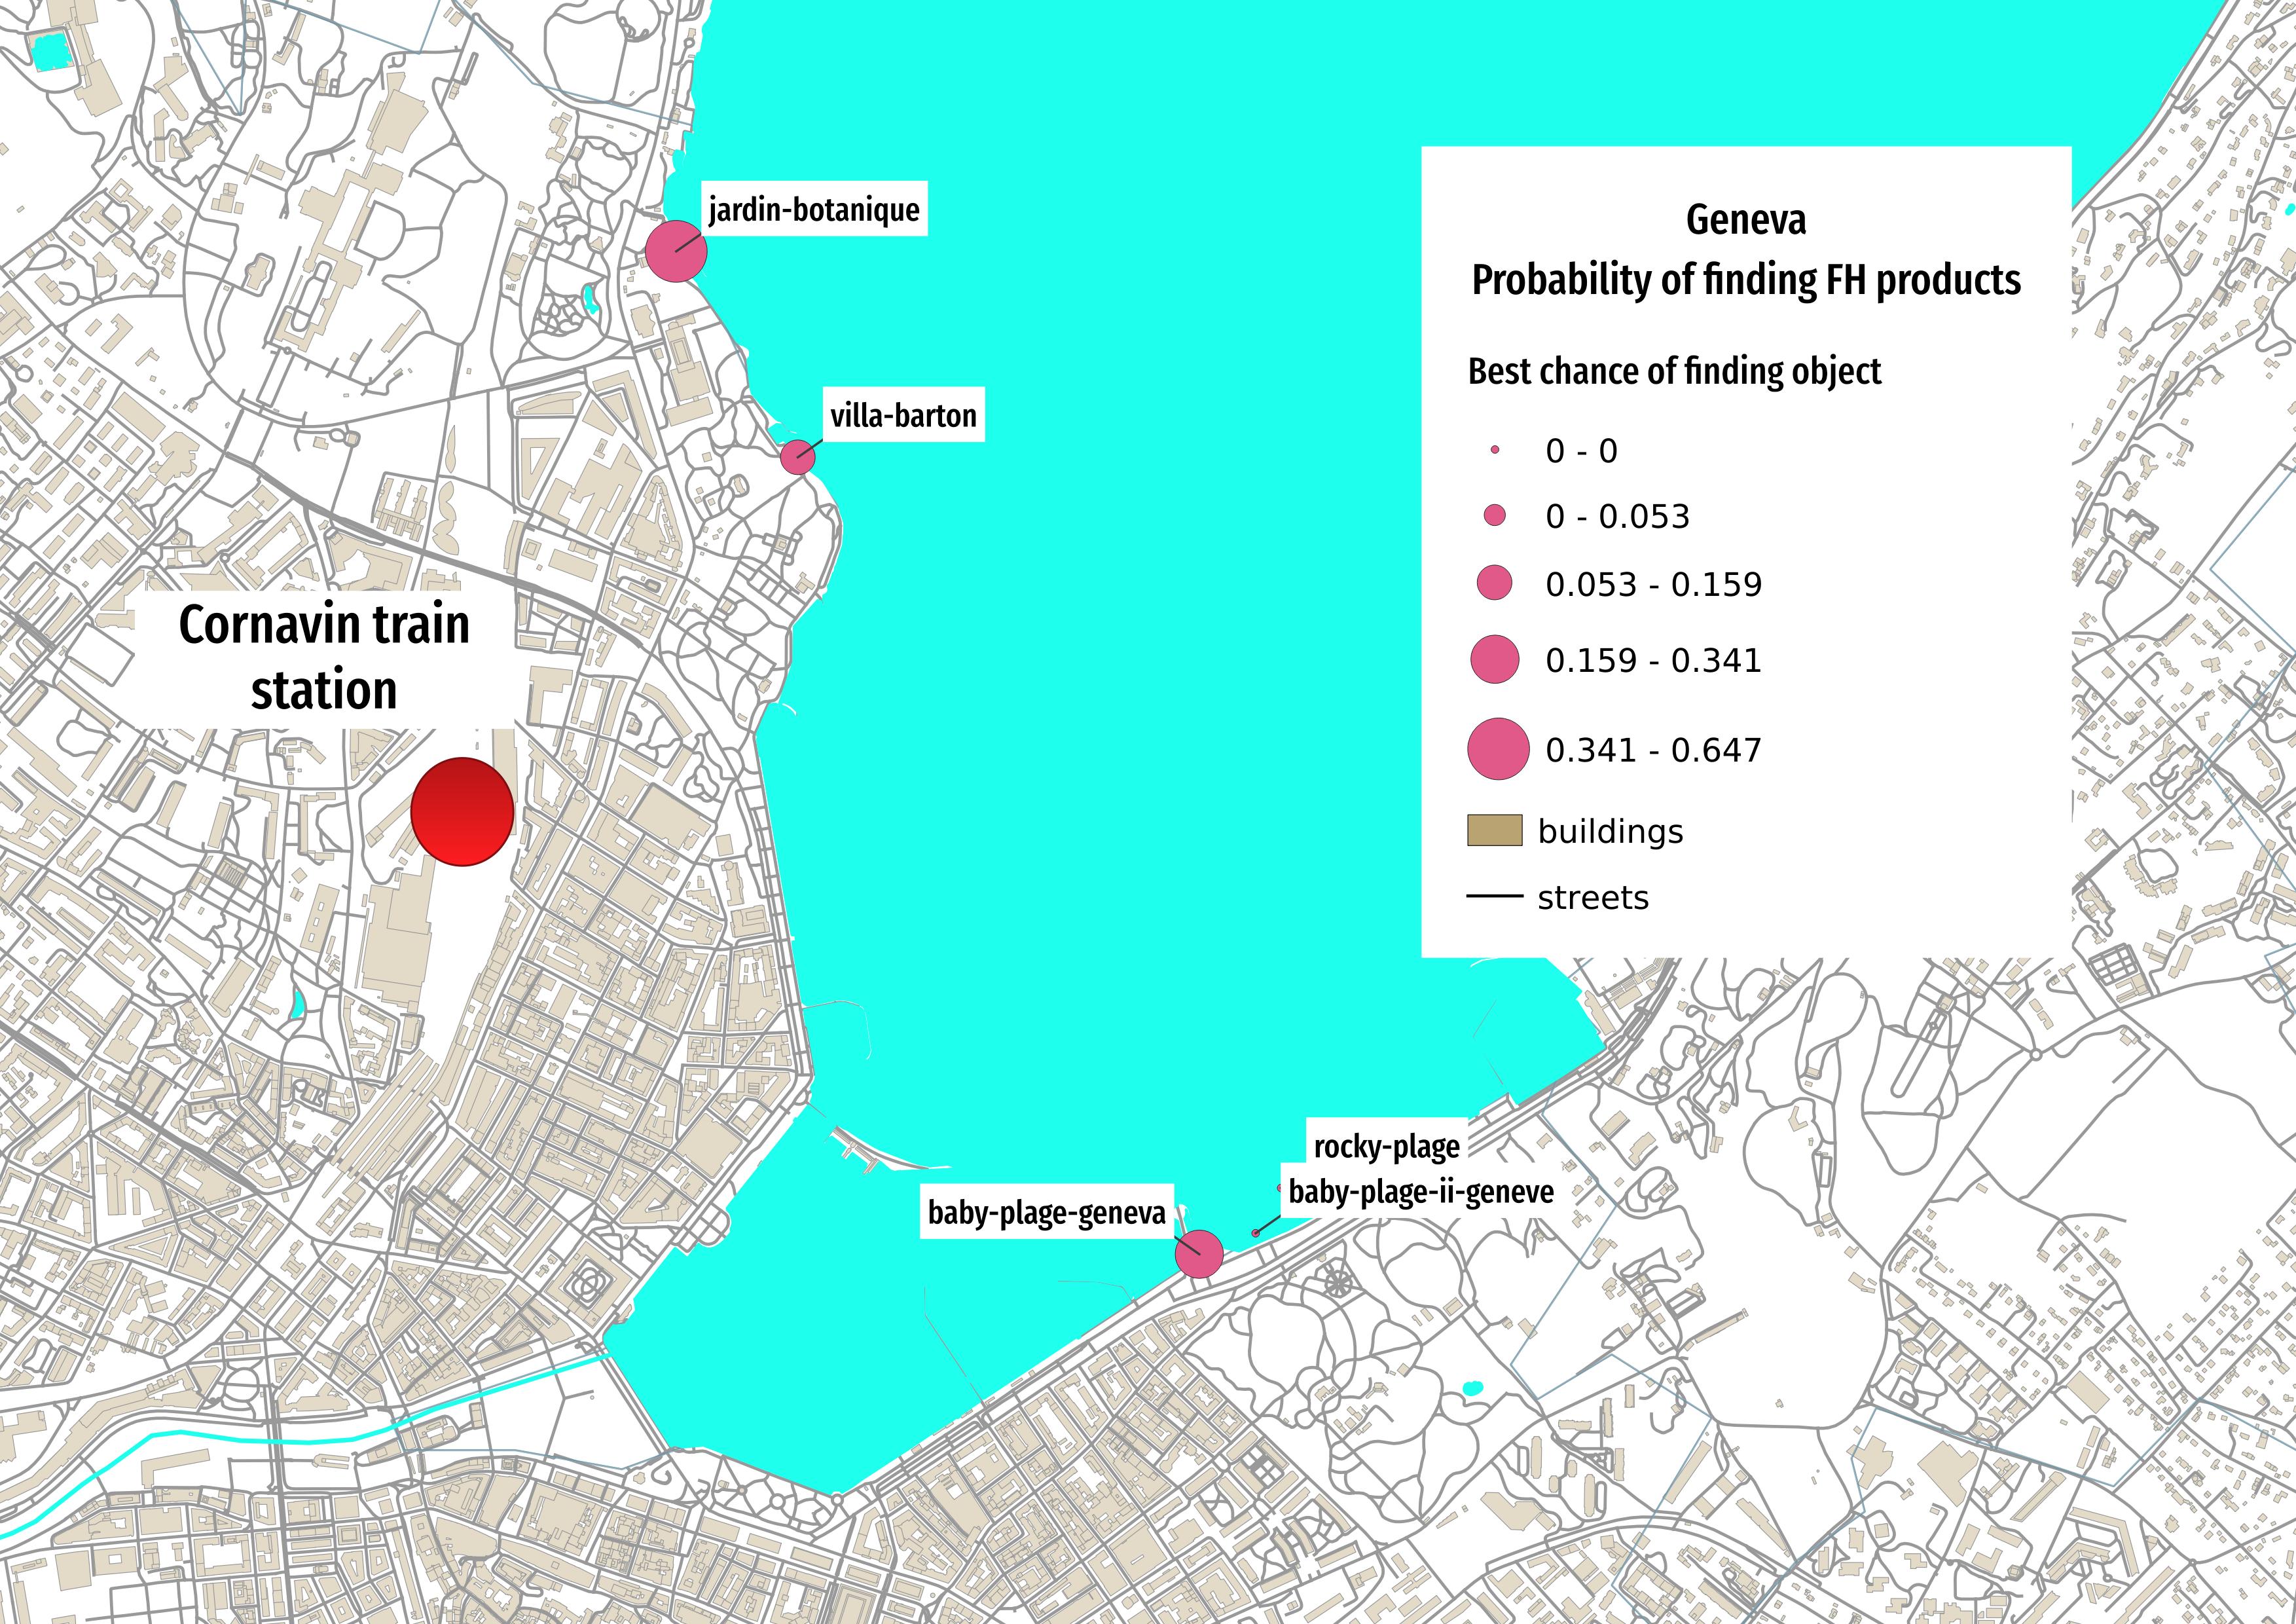 jardin-botanique
villa-barton
Cornavin train
station
rocky-plage
baby-plage-ii-geneve
baby-plage-geneva
Geneva
Probability of finding FH products
Best chance of finding object
0 - 0
0 - 0.053
0.053 - 0.159
0.159 - 0.341
0.341 - 0.647
buildings
streets